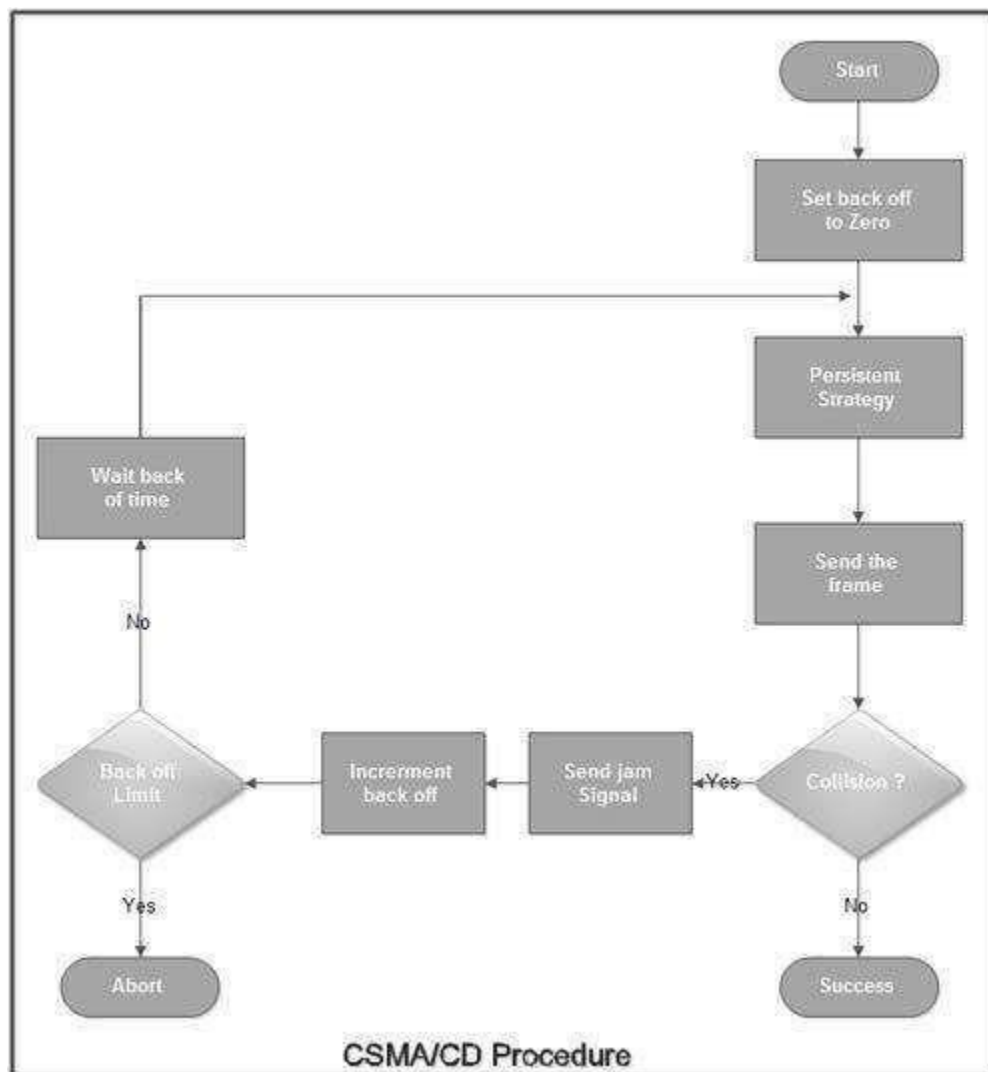 Start
Set back off
to Zero
Persistent
Strategy
Wait back
of time
Send the
frame
No
Back off
Limit
Increrment
back off
Send jam
Signal
Yes
Collision ?
Yes
No
Abort
Success
CSMA/CD Procedure